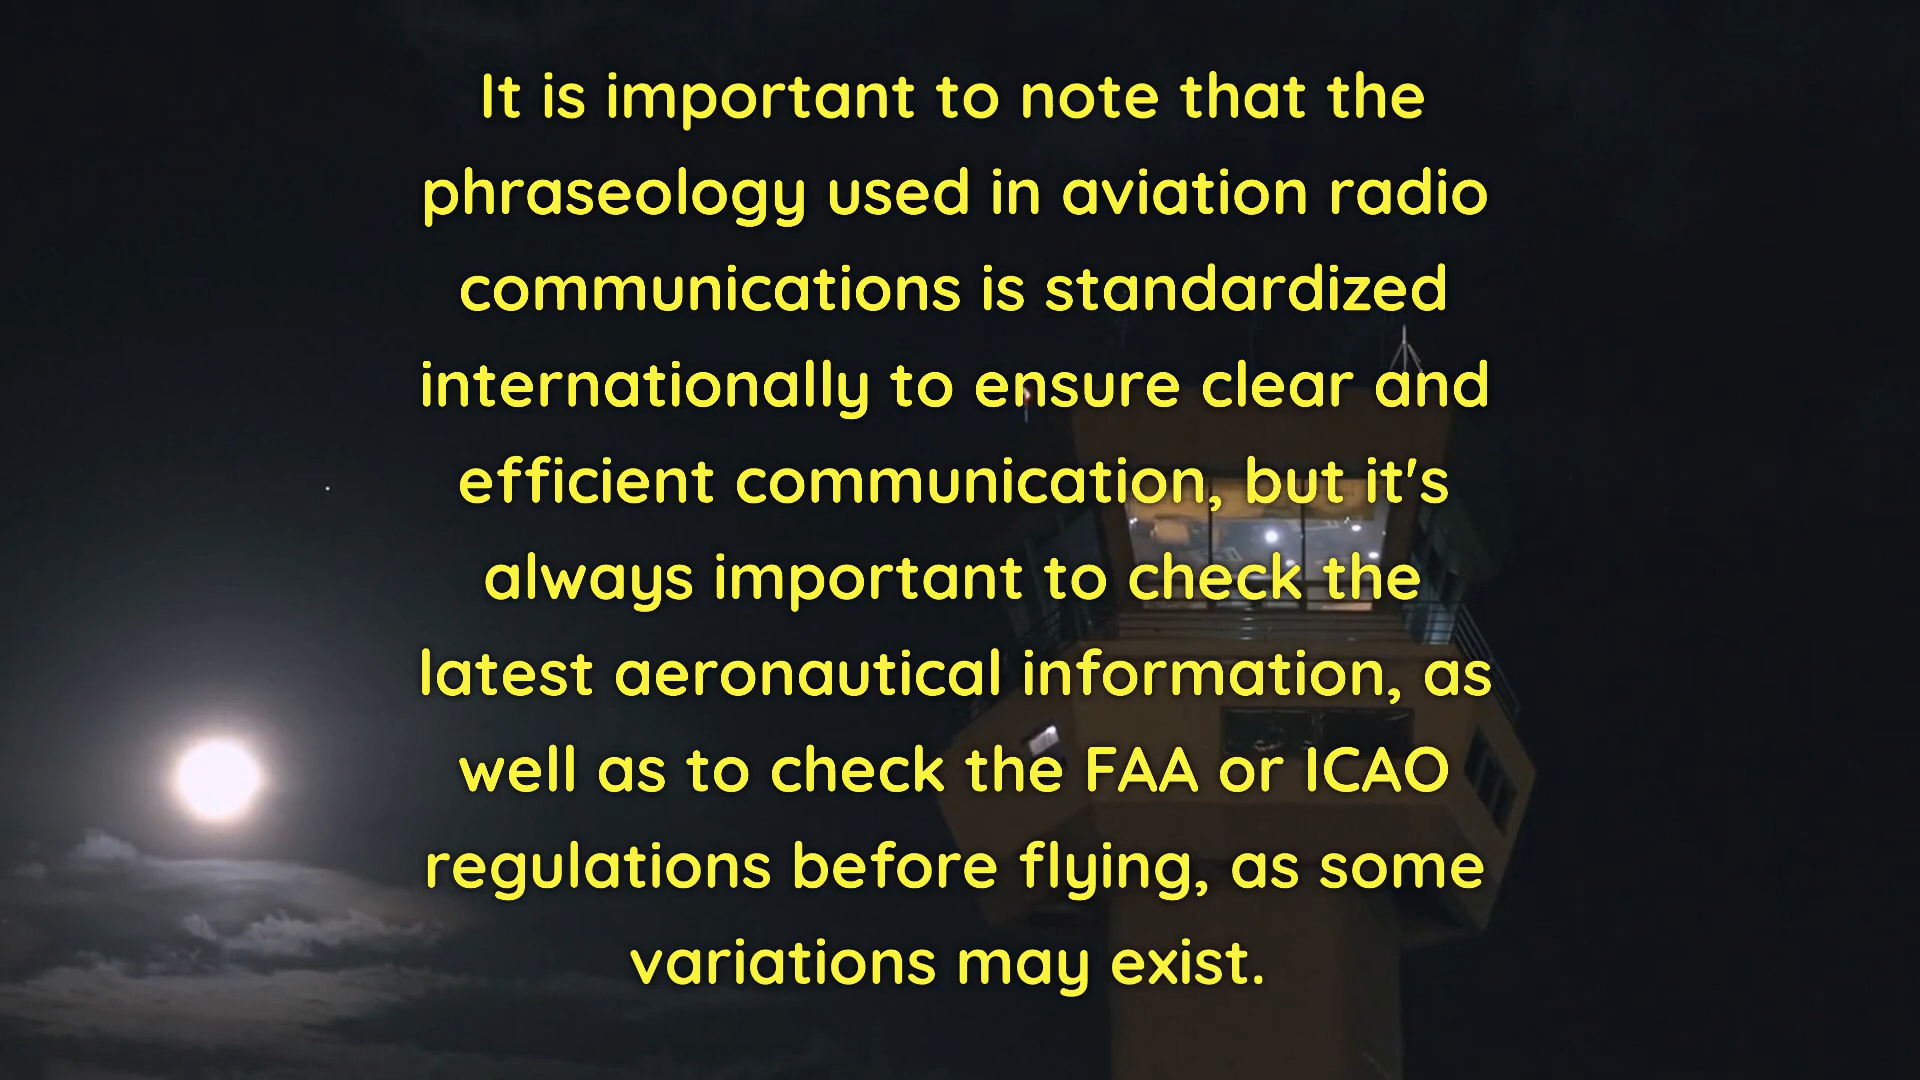 It is important to note that the
phraseology used in aviation radio
communications is standardized
internationally to ensure clear and
efficient communication, but it's
always important to check the
latest aeronautical information, as
well as to check the FAA or ICAO
regulations before flying, as some
variations may exist.